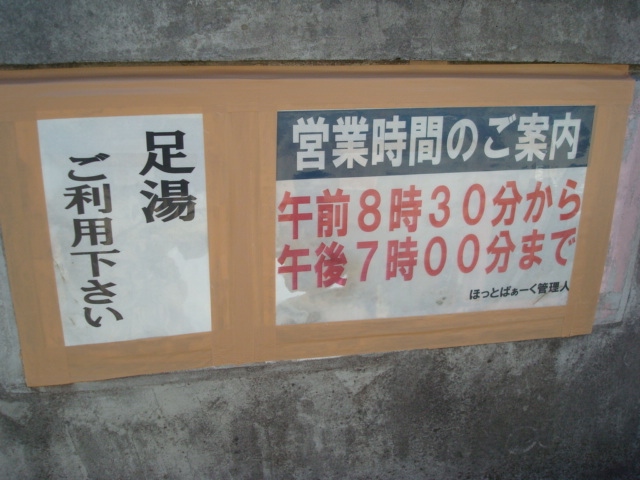 足湯
ご利用下さい
営業時間のご案内
午前８時３０分から
午後７時００分まで
ほっとぱぁーく管理人